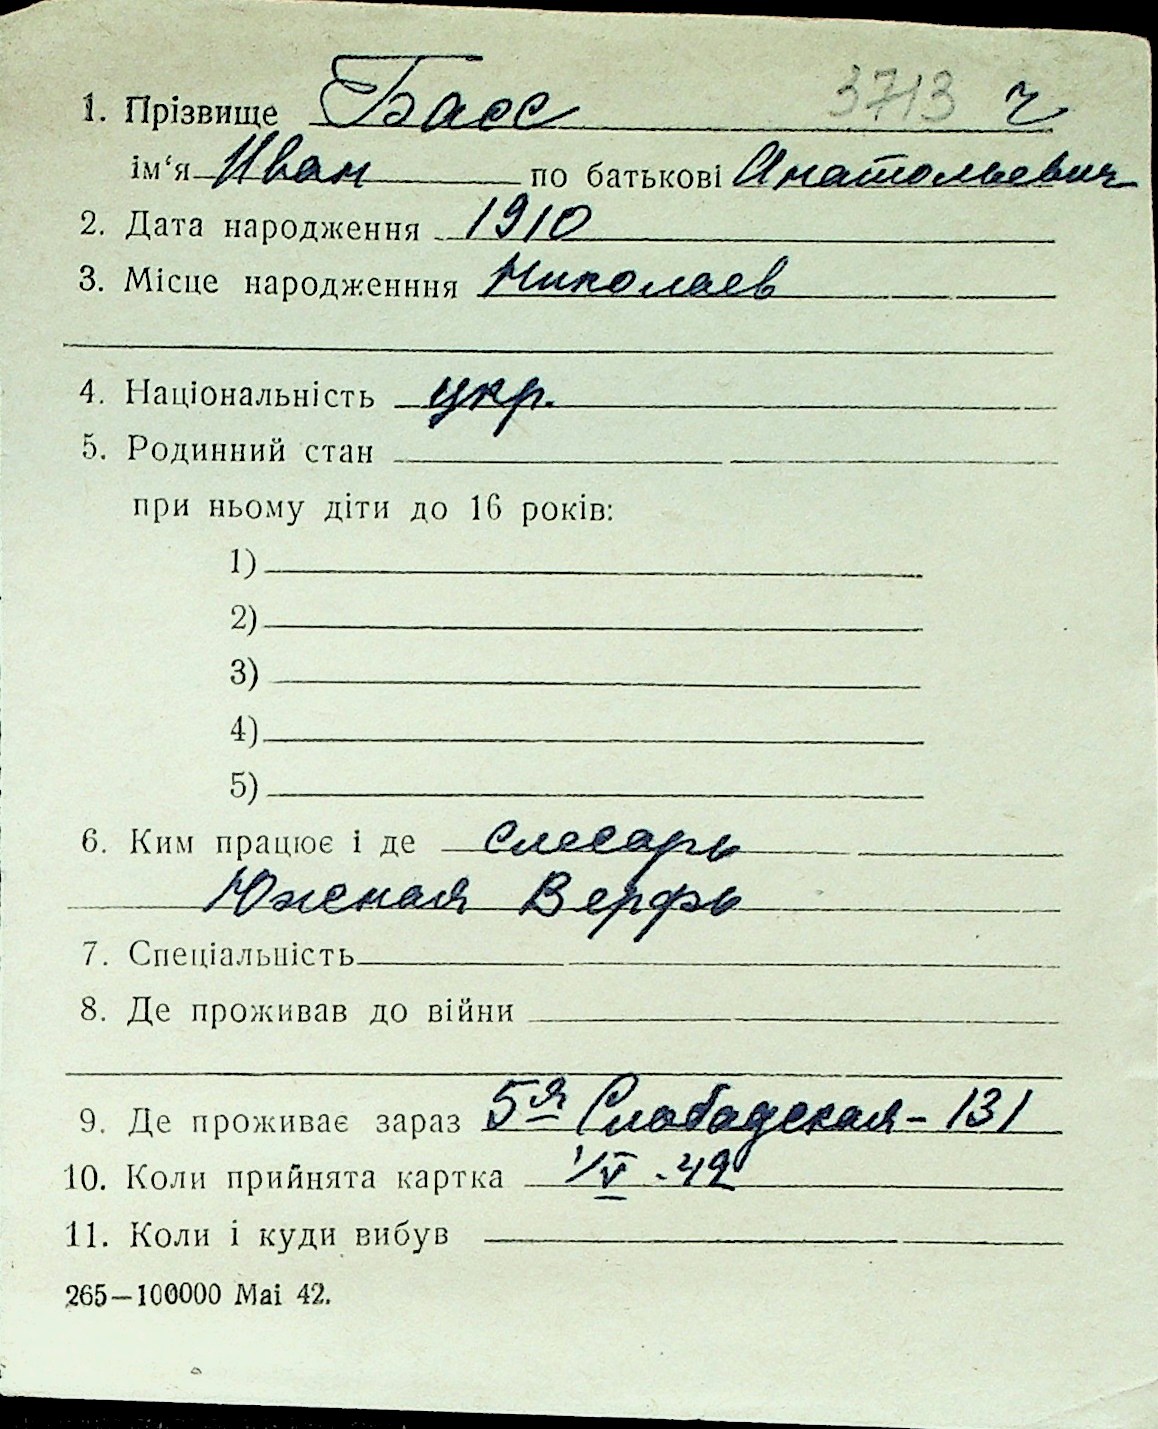 1. Прізвище Басс 3713 ч
ім‘я Иван по батькові Анатольевич
2. Дата народження 1910
3. Місце народженння Николаев
4. Національність укр.
5. Родинний стан
при ньому діти до 16 років:
1)
2)
3)
4)
5)
6. Ким працює і де слесарь
Южная Верфь
7. Спеціальність
8. Де проживав до війни
9. Де проживає зараз 5я Слободская - 131
10. Коли прийнята картка 1/V - 42
11. Коли і куди вибув
265—100000 Mai 42.